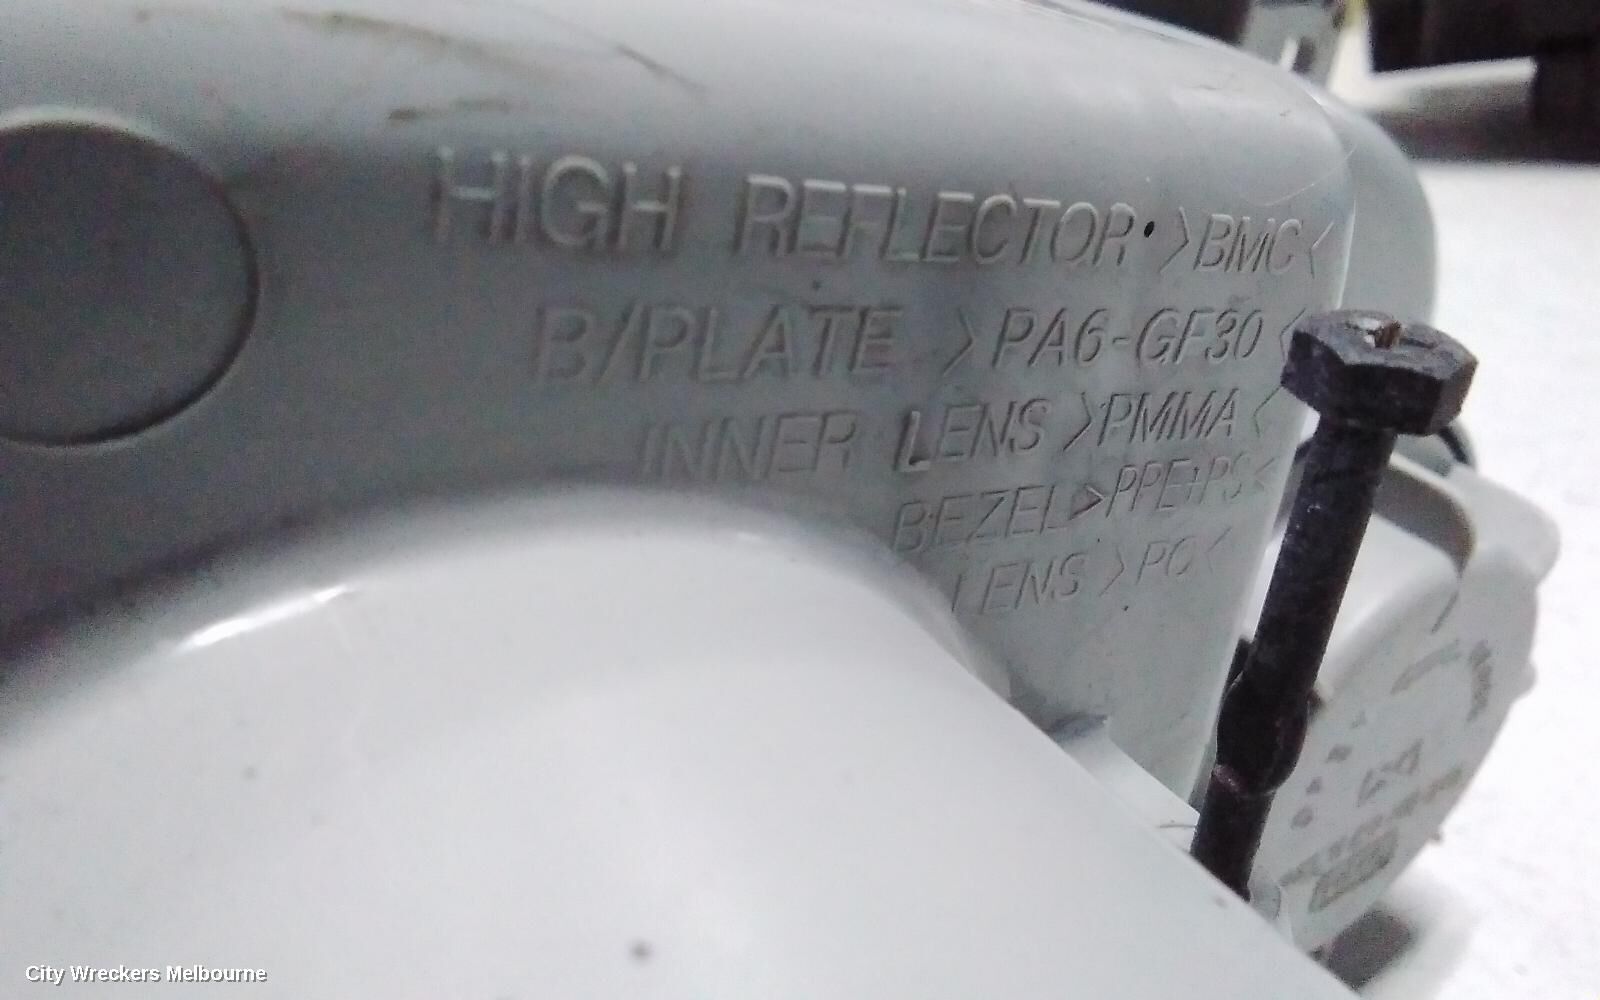 HIGH REFLECTOR >BMC<
B/PLATE >PA6-GF30<
INNER LENS >PMMA<
BEZEL >PPE+PS<
LENS >PC<
City Wreckers Melbourne